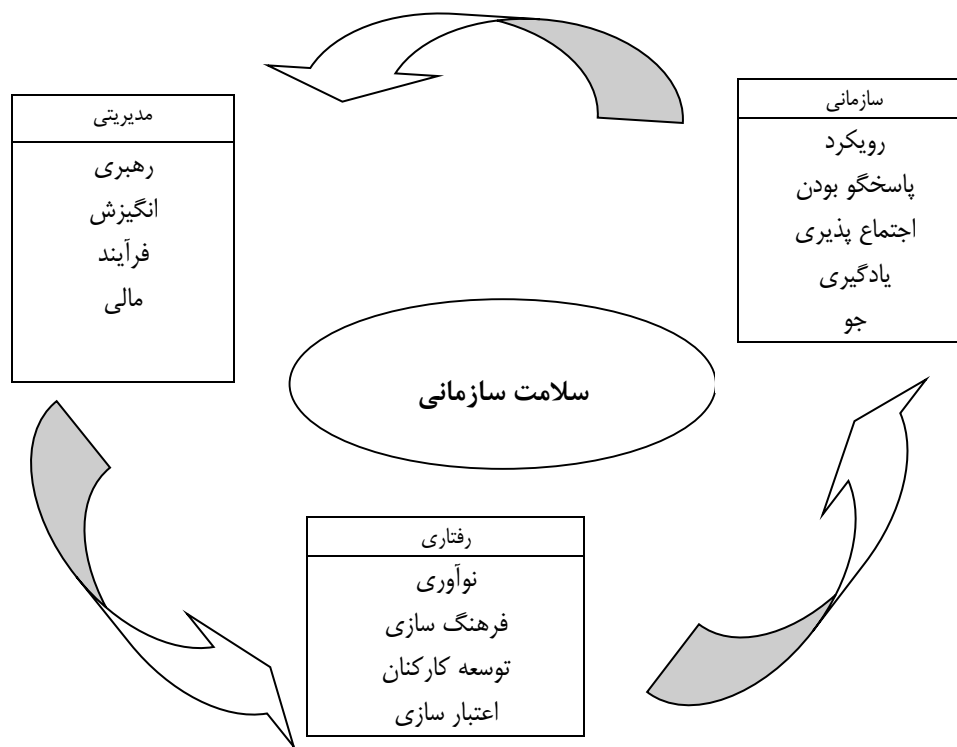 سازمانی
رویکرد
پاسخگو بودن
اجتماع پذیری
یادگیری
جو
مدیریتی
رهبری
انگیزش
فرآیند
مالی
سلامت سازمانی
رفتاری
نوآوری
فرهنگ سازی
توسعه کارکنان
اعتبار سازی